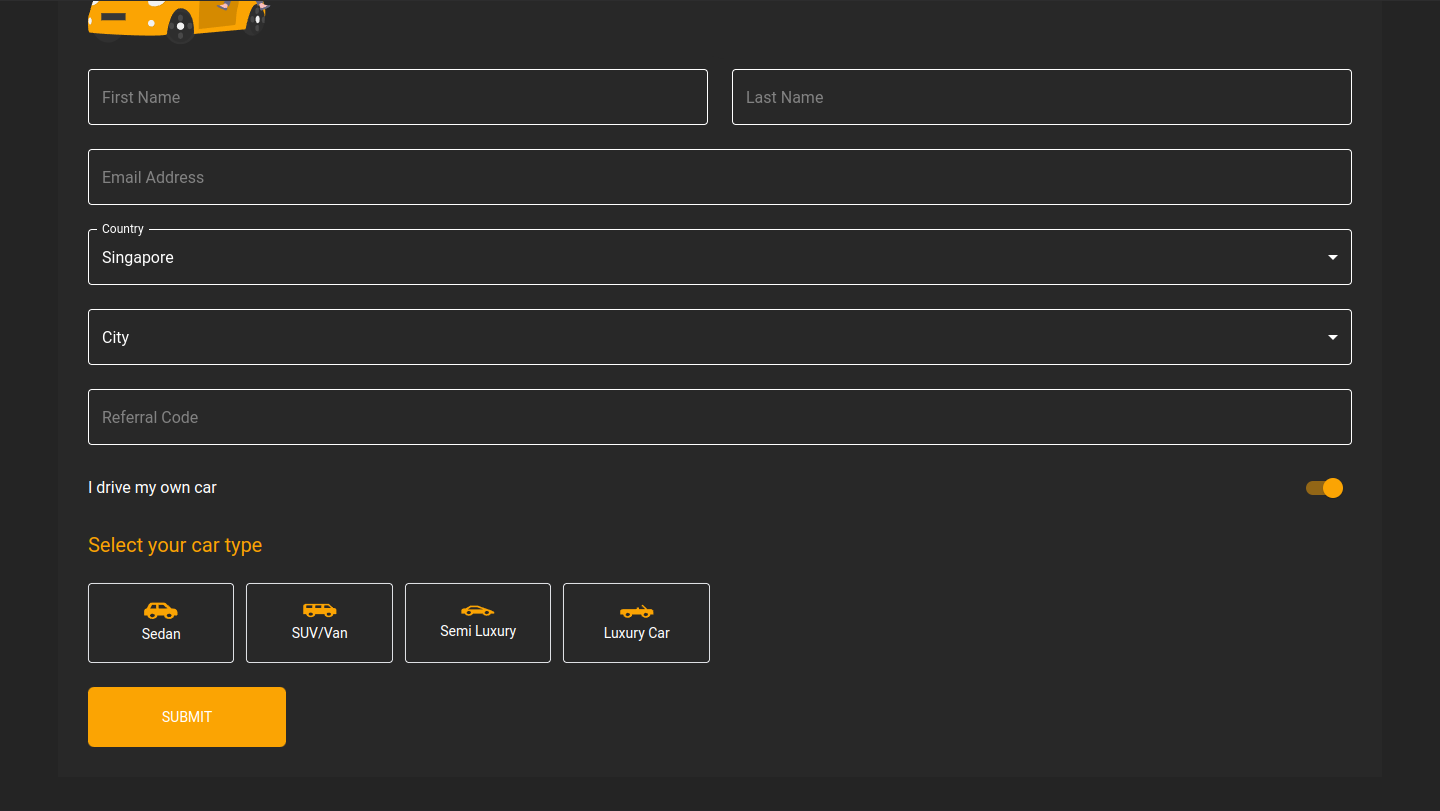 First Name
Last Name
Email Address
Country
Singapore
City
Referral Code
I drive my own car
Select your car type
Sedan
SUV/Van
Semi Luxury
Luxury Car
SUBMIT